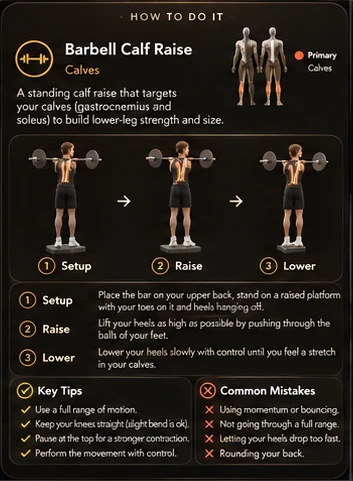 HOW TO DO IT
Barbell Calf Raise
Calves
Primary
Calves
A standing calf raise that targets
your calves (gastrocnemius and
soleus) to build lower-leg strength and size.
1 Setup
2 Raise
3 Lower
1 Setup
Place the bar on your upper back, stand on a raised platform
with your toes on it and heels hanging off.
2 Raise
Lift your heels as high as possible by pushing through the
balls of your feet.
3 Lower
Lower your heels slowly with control until you feel a stretch
in your calves.
Key Tips
Use a full range of motion.
Keep your knees straight (slight bend is ok).
Pause at the top for a stronger contraction.
Perform the movement with control.
Common Mistakes
Using momentum or bouncing.
Not going through a full range.
Letting your heels drop too fast.
Rounding your back.